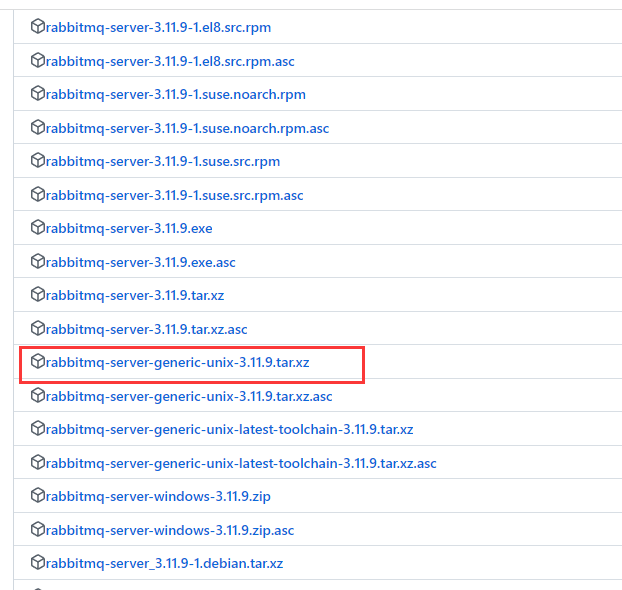 rabbitmq-server-3.11.9-1.el8.src.rpm
rabbitmq-server-3.11.9-1.el8.src.rpm.asc
rabbitmq-server-3.11.9-1.suse.noarch.rpm
rabbitmq-server-3.11.9-1.suse.noarch.rpm.asc
rabbitmq-server-3.11.9-1.suse.src.rpm
rabbitmq-server-3.11.9-1.suse.src.rpm.asc
rabbitmq-server-3.11.9.exe
rabbitmq-server-3.11.9.exe.asc
rabbitmq-server-3.11.9.tar.xz
rabbitmq-server-3.11.9.tar.xz.asc
rabbitmq-server-generic-unix-3.11.9.tar.xz
rabbitmq-server-generic-unix-3.11.9.tar.xz.asc
rabbitmq-server-generic-unix-latest-toolchain-3.11.9.tar.xz
rabbitmq-server-generic-unix-latest-toolchain-3.11.9.tar.xz.asc
rabbitmq-server-windows-3.11.9.zip
rabbitmq-server-windows-3.11.9.zip.asc
rabbitmq-server_3.11.9-1.debian.tar.xz